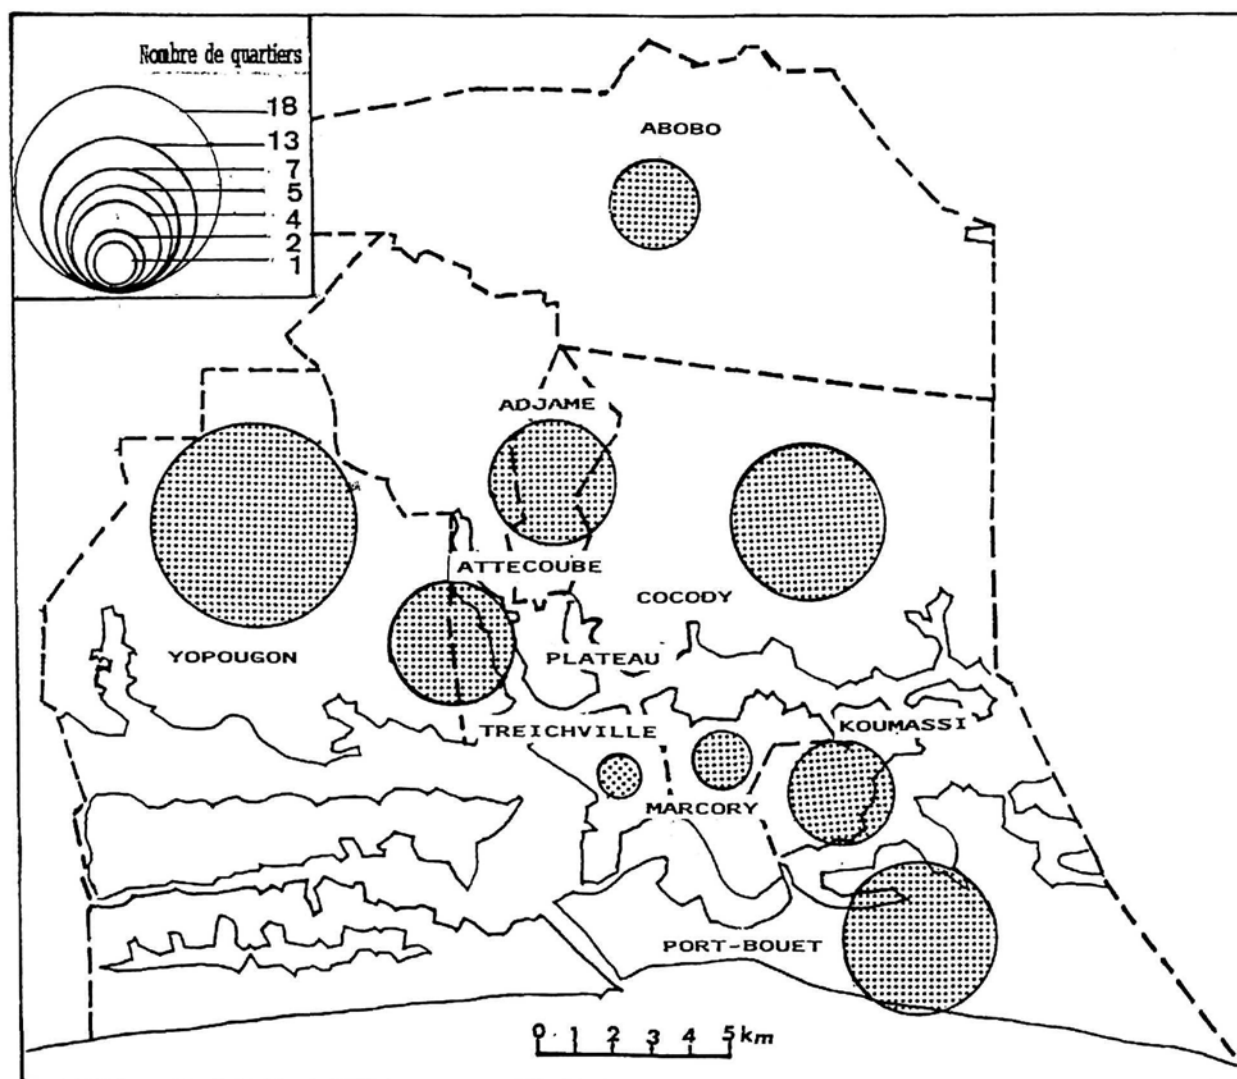 Nombre de quartiers
18
13
7
5
4
2
1
ABOBO
ADJAME
ATTECOUBE
COCODY
YOPOUGON
PLATEAU
TREICHVILLE
KOUMASSI
MARCORY
PORT-BOUET
0 1 2 3 4 5 km